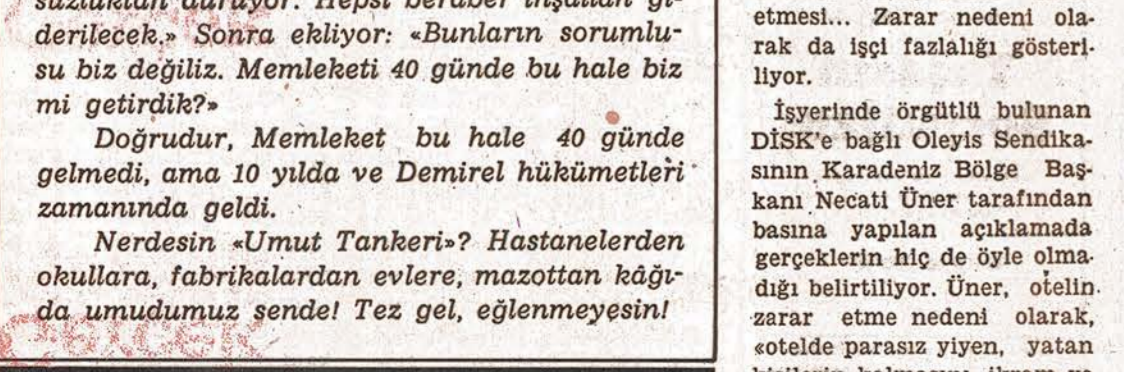 suzluktan duruyor. Hepsi beraber inşallah gi-
derilecek.» Sonra ekliyor: «Bunların sorumlu-
su biz değiliz. Memleketi 40 günde bu hale biz
mi getirdik?»
Doğrudur, Memleket bu hale 40 günde
gelmedi, ama 10 yılda ve Demirel hükümetleri
zamanında geldi.
Nerdesin «Umut Tankeri»? Hastanelerden
okullara, fabrikalardan evlere, mazottan kâğı-
da umudumuz sende! Tez gel, eğlenmeyesin!
etmesi... Zarar nedeni ola-
rak da işçi fazlalığı gösteri-
liyor.
İşyerinde örgütlü bulunan
DİSK'e bağlı Oleyis Sendika-
sının Karadeniz Bölge Baş-
kanı Necati Üner tarafından
basına yapılan açıklamada
gerçeklerin hiç de öyle olma-
dığı belirtiliyor. Üner, otelin
zarar etme nedeni olarak,
«otelde parasız yiyen, yatan